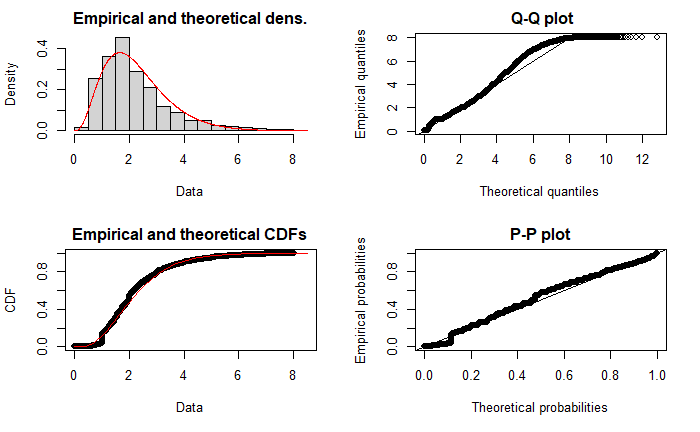 Empirical and theoretical dens.
Density
0.0 0.2 0.4
0 2 4 6 8
Data
Q-Q plot
Empirical quantiles
0 2 4 6 8
0 2 4 6 8 10 12
Theoretical quantiles
Empirical and theoretical CDFs
CDF
0.0 0.4 0.8
0 2 4 6 8
Data
P-P plot
Empirical probabilities
0.0 0.4 0.8
0.0 0.2 0.4 0.6 0.8 1.0
Theoretical probabilities